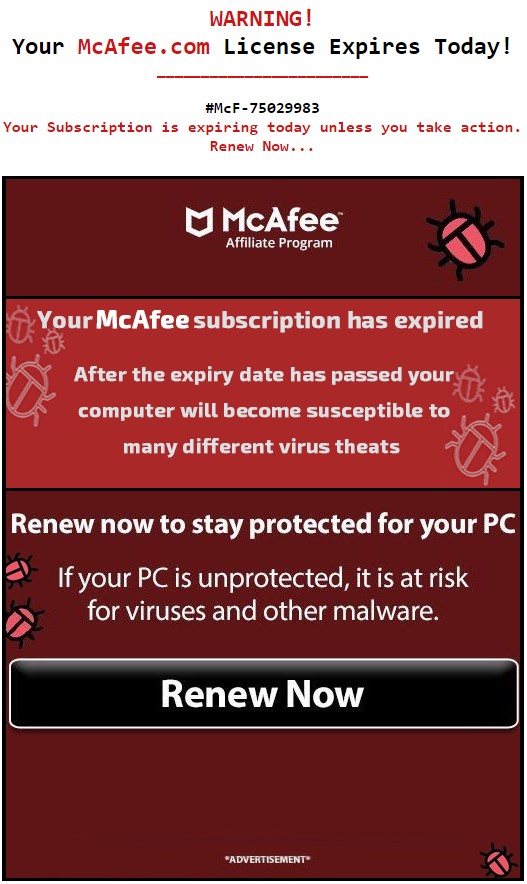 WARNING!
Your McAfee.com License Expires Today!
#McF-75029983
Your Subscription is expiring today unless you take action.
Renew Now...
McAfee™
Affiliate Program
Your McAfee subscription has expired
After the expiry date has passed your
computer will become susceptible to
many different virus theats
Renew now to stay protected for your PC
If your PC is unprotected, it is at risk
for viruses and other malware.
Renew Now
*ADVERTISEMENT*